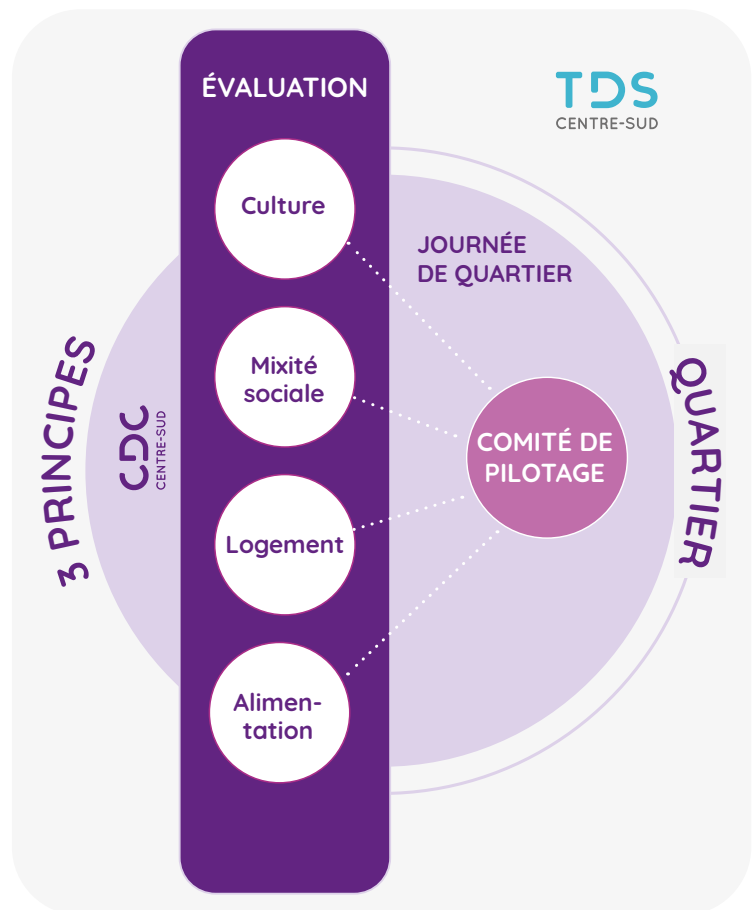 ÉVALUATION
TDS
CENTRE-SUD
Culture
JOURNÉE
DE QUARTIER
3 PRINCIPES
CDC
CENTRE-SUD
Mixité
sociale
COMITÉ DE
PILOTAGE
QUARTIER
Logement
Alimen-
tation